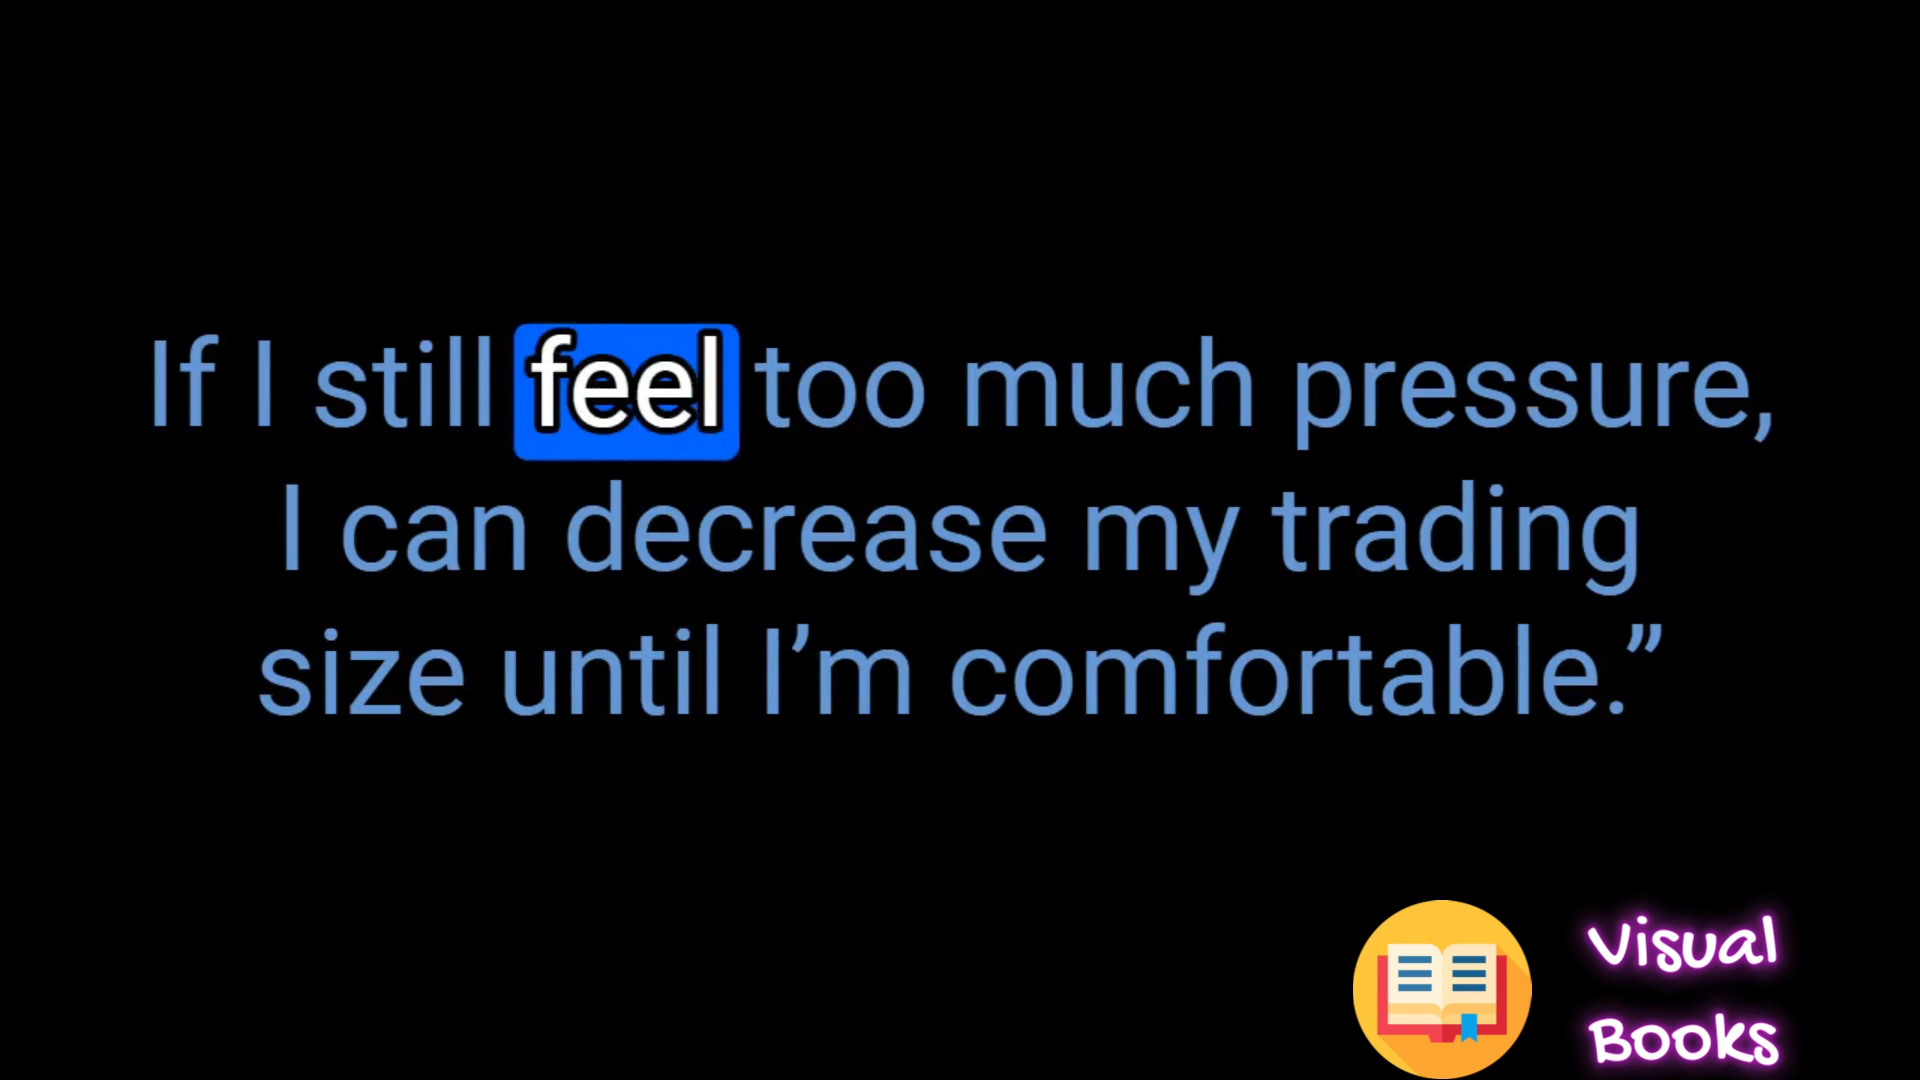 If I still feel too much pressure,
I can decrease my trading
size until I’m comfortable.”
Visual
Books